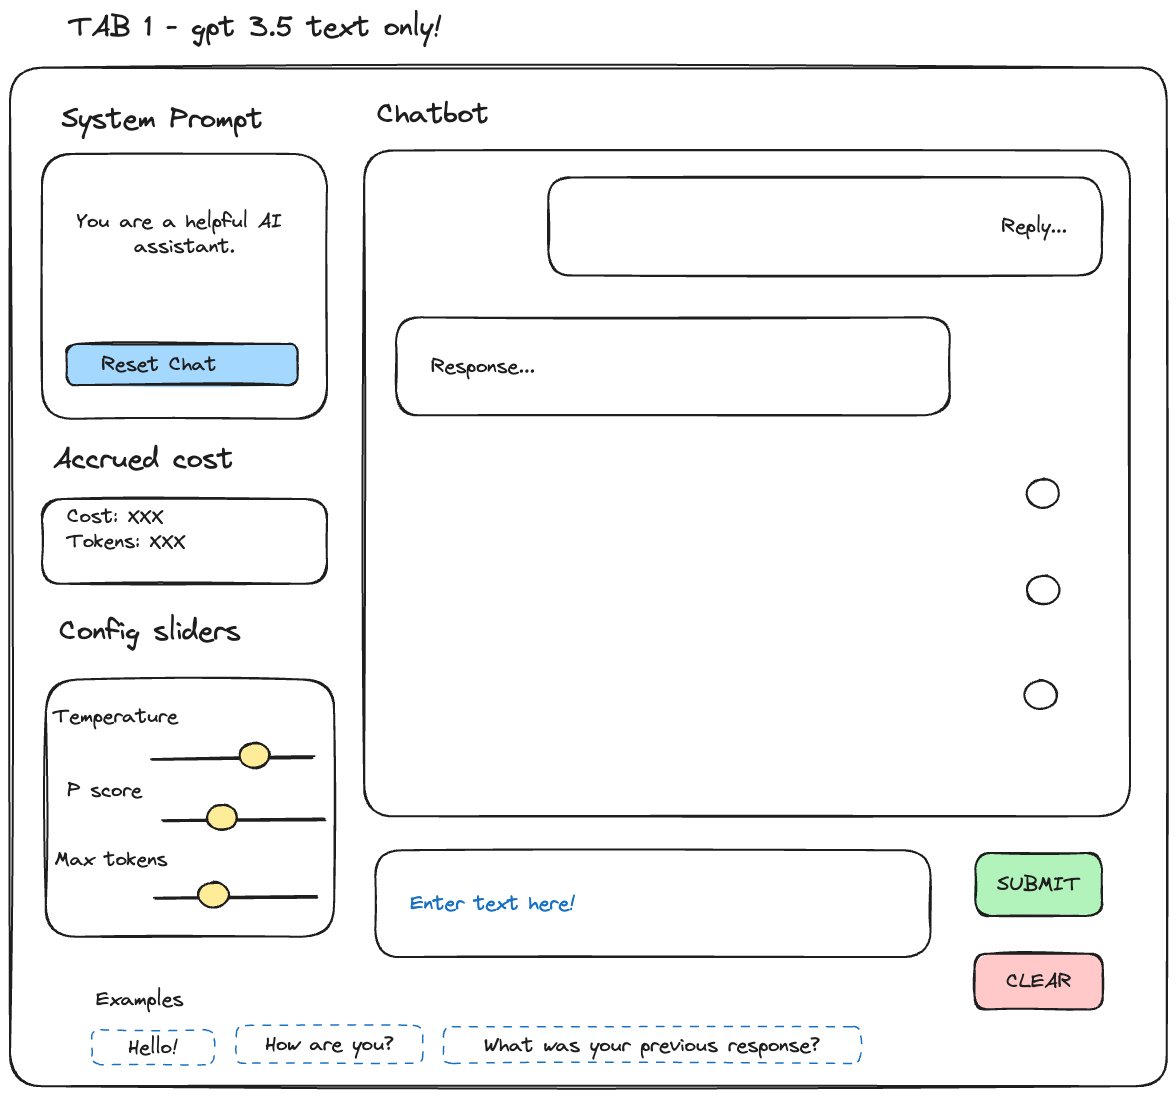 TAB 1 - gpt 3.5 text only!
System Prompt
You are a helpful AI
assistant.
Reset Chat
Accrued cost
Cost: XXX
Tokens: XXX
Config sliders
Temperature
P score
Max tokens
Chatbot
Reply...
Response...
Enter text here!
SUBMIT
CLEAR
Examples
Hello!
How are you?
What was your previous response?